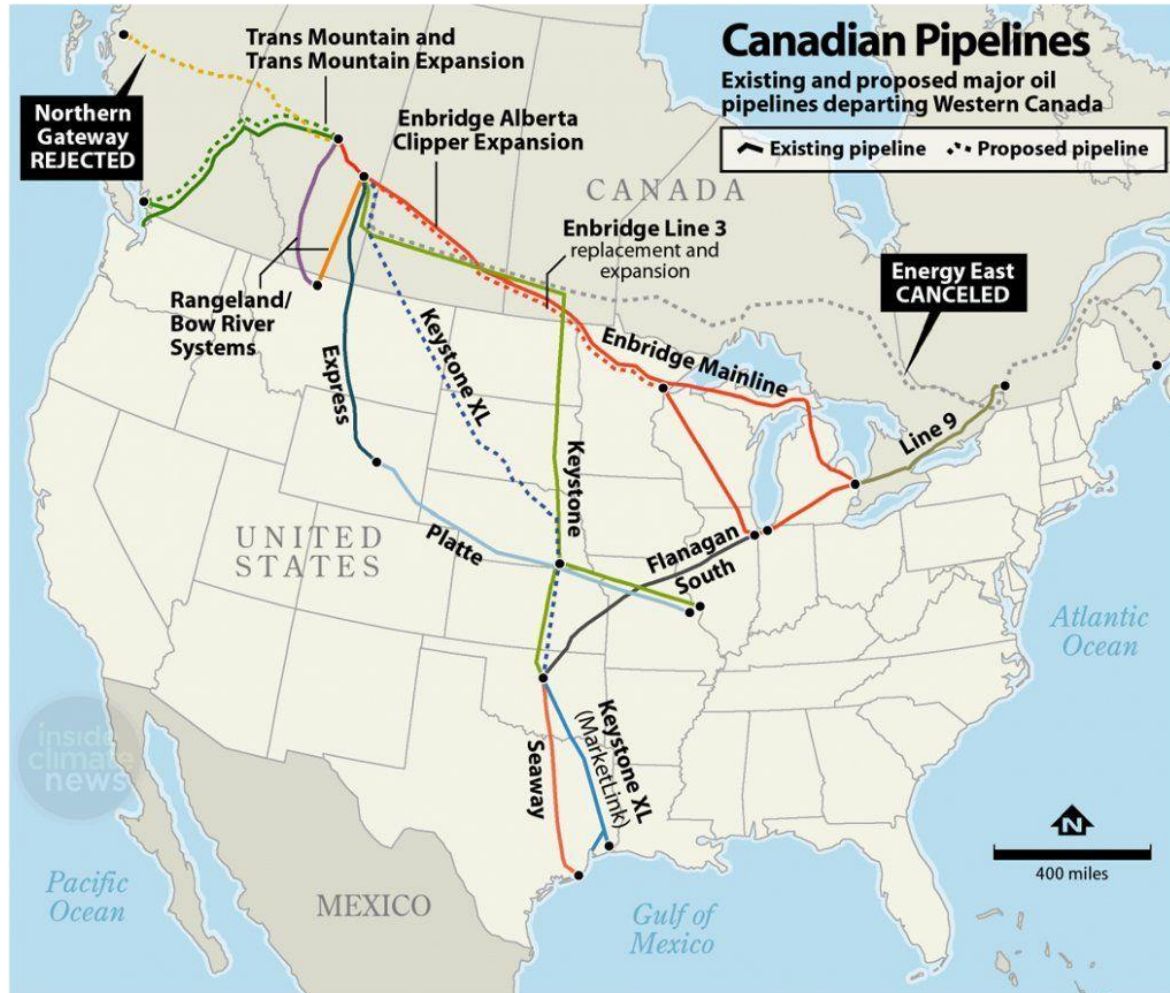 Canadian Pipelines
Existing and proposed major oil
pipelines departing Western Canada
Existing pipeline
Proposed pipeline
Trans Mountain and
Trans Mountain Expansion
Northern
Gateway
REJECTED
Enbridge Alberta
Clipper Expansion
CANADA
Enbridge Line 3
replacement and
expansion
Energy East
CANCELED
Rangeland/
Bow River
Systems
Express
Keystone XL
Enbridge Mainline
Line 9
Keystone
UNITED
STATES
Platte
Flanagan
South
Atlantic
Ocean
inside
climate
news
Seaway
Keystone XL
(MarketLink)
N
400 miles
Pacific
Ocean
MEXICO
Gulf of
Mexico